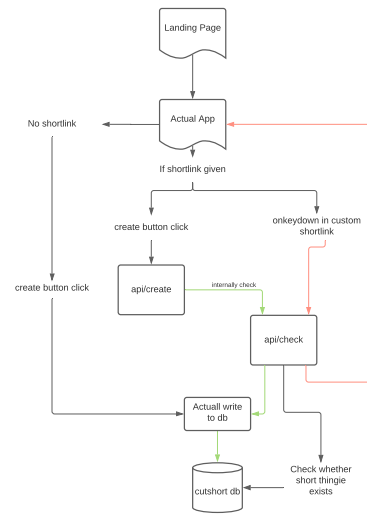 Landing Page
Actual App
No shortlink
If shortlink given
create button click
onkeydown in custom
shortlink
create button click
api/create
internally check
api/check
Actuall write
to db
Check whether
short thingie
exists
cutshort db